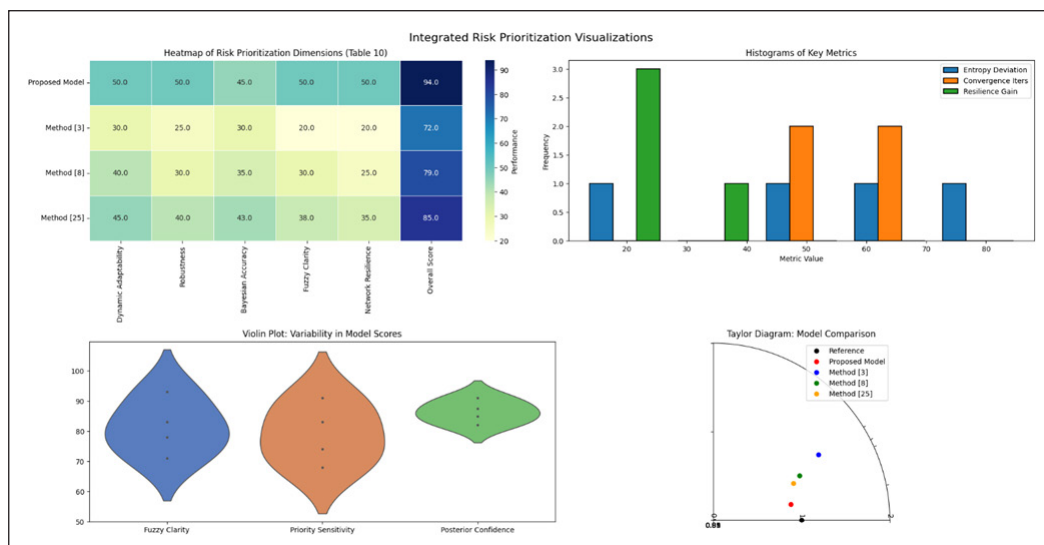 Integrated Risk Prioritization Visualizations
Heatmap of Risk Prioritization Dimensions (Table 10)
Proposed Model
50.0 50.0 45.0 50.0 50.0 94.0
Method [3]
30.0 25.0 30.0 20.0 20.0 72.0
Method [8]
40.0 30.0 35.0 30.0 25.0 79.0
Method [25]
45.0 40.0 43.0 38.0 35.0 85.0
Dynamic Adaptability
Robustness
Bayesian Accuracy
Fuzzy Clarity
Network Resilience
Overall Score
90
80
70
60
50
40
30
20
Performance
Histograms of Key Metrics
Entropy Deviation
Convergence Iters
Resilience Gain
Frequency
3.0
2.5
2.0
1.5
1.0
0.5
0.0
20 30 40 50 60 70 80
Metric Value
Violin Plot: Variability in Model Scores
100
90
80
70
60
50
Fuzzy Clarity Priority Sensitivity Posterior Confidence
Taylor Diagram: Model Comparison
Reference
Proposed Model
Method [3]
Method [8]
Method [25]
1
2